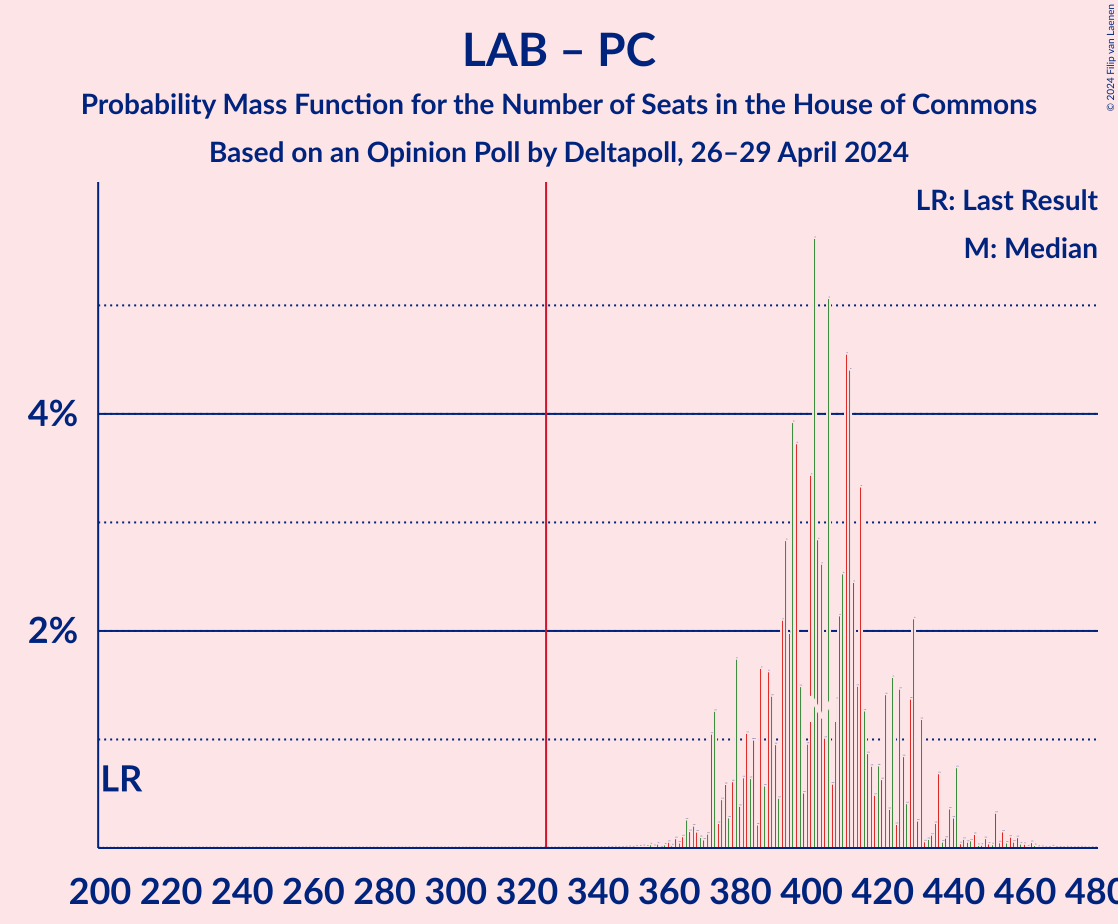 LAB – PC
Probability Mass Function for the Number of Seats in the House of Commons
Based on an Opinion Poll by Deltapoll, 26–29 April 2024
© 2024 Filip van Laenen
LR: Last Result
M: Median
4%
2%
LR
200 220 240 260 280 300 320 340 360 380 400 420 440 460 480